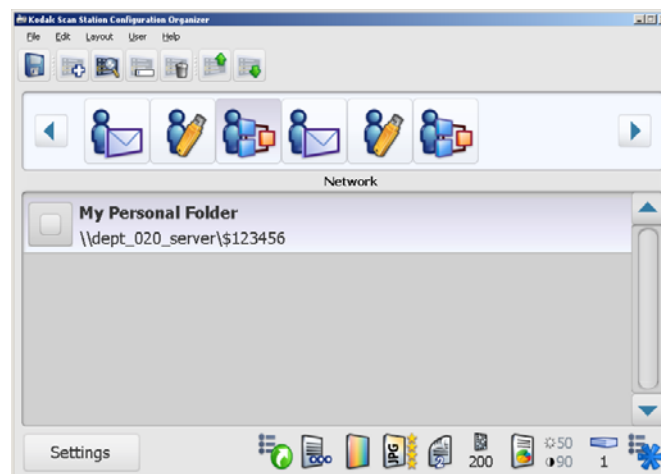 Kodak Scan Station Configuration Organizer
File Edit Layout User Help
Network
My Personal Folder
\\dept_020_server\$123456
Settings
JPG
200
50
90
1